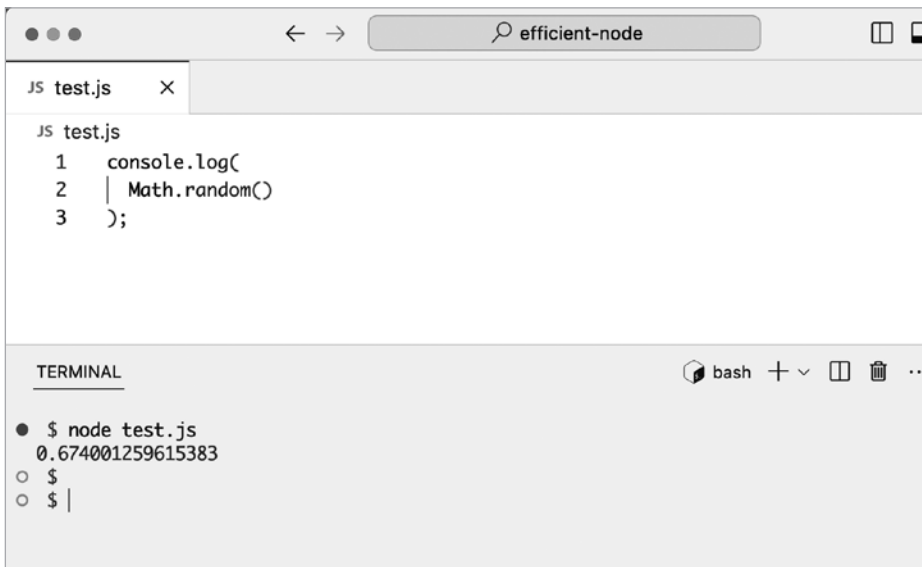 efficient-node
JS test.js
JS test.js
1 console.log(
2 Math.random()
3 );
TERMINAL
bash
$ node test.js
0.674001259615383
$
$